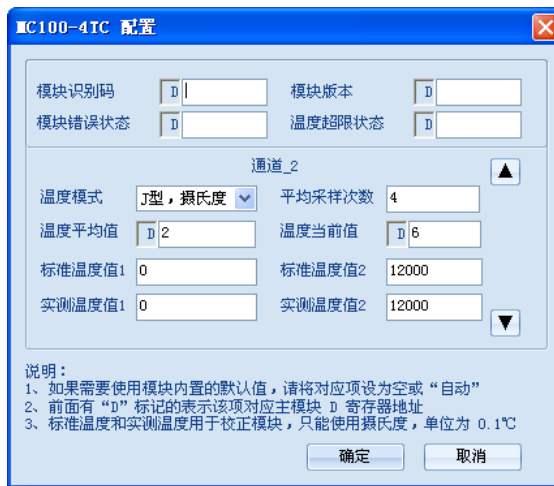 MC100-4TC 配置
模块识别码 D 模块版本 D
模块错误状态 D 温度超限状态 D
通道_2
温度模式 J型，摄氏度 平均采样次数 4
温度平均值 D 2 温度当前值 D 6
标准温度值1 0 标准温度值2 12000
实测温度值1 0 实测温度值2 12000
说明：
1、如果需要使用模块内置的默认值，请将对应项设为空或“自动”
2、前面有“D”标记的表示该项对应主模块 D 寄存器地址
3、标准温度和实测温度用于校正模块，只能使用摄氏度，单位为 0.1℃
确定 取消